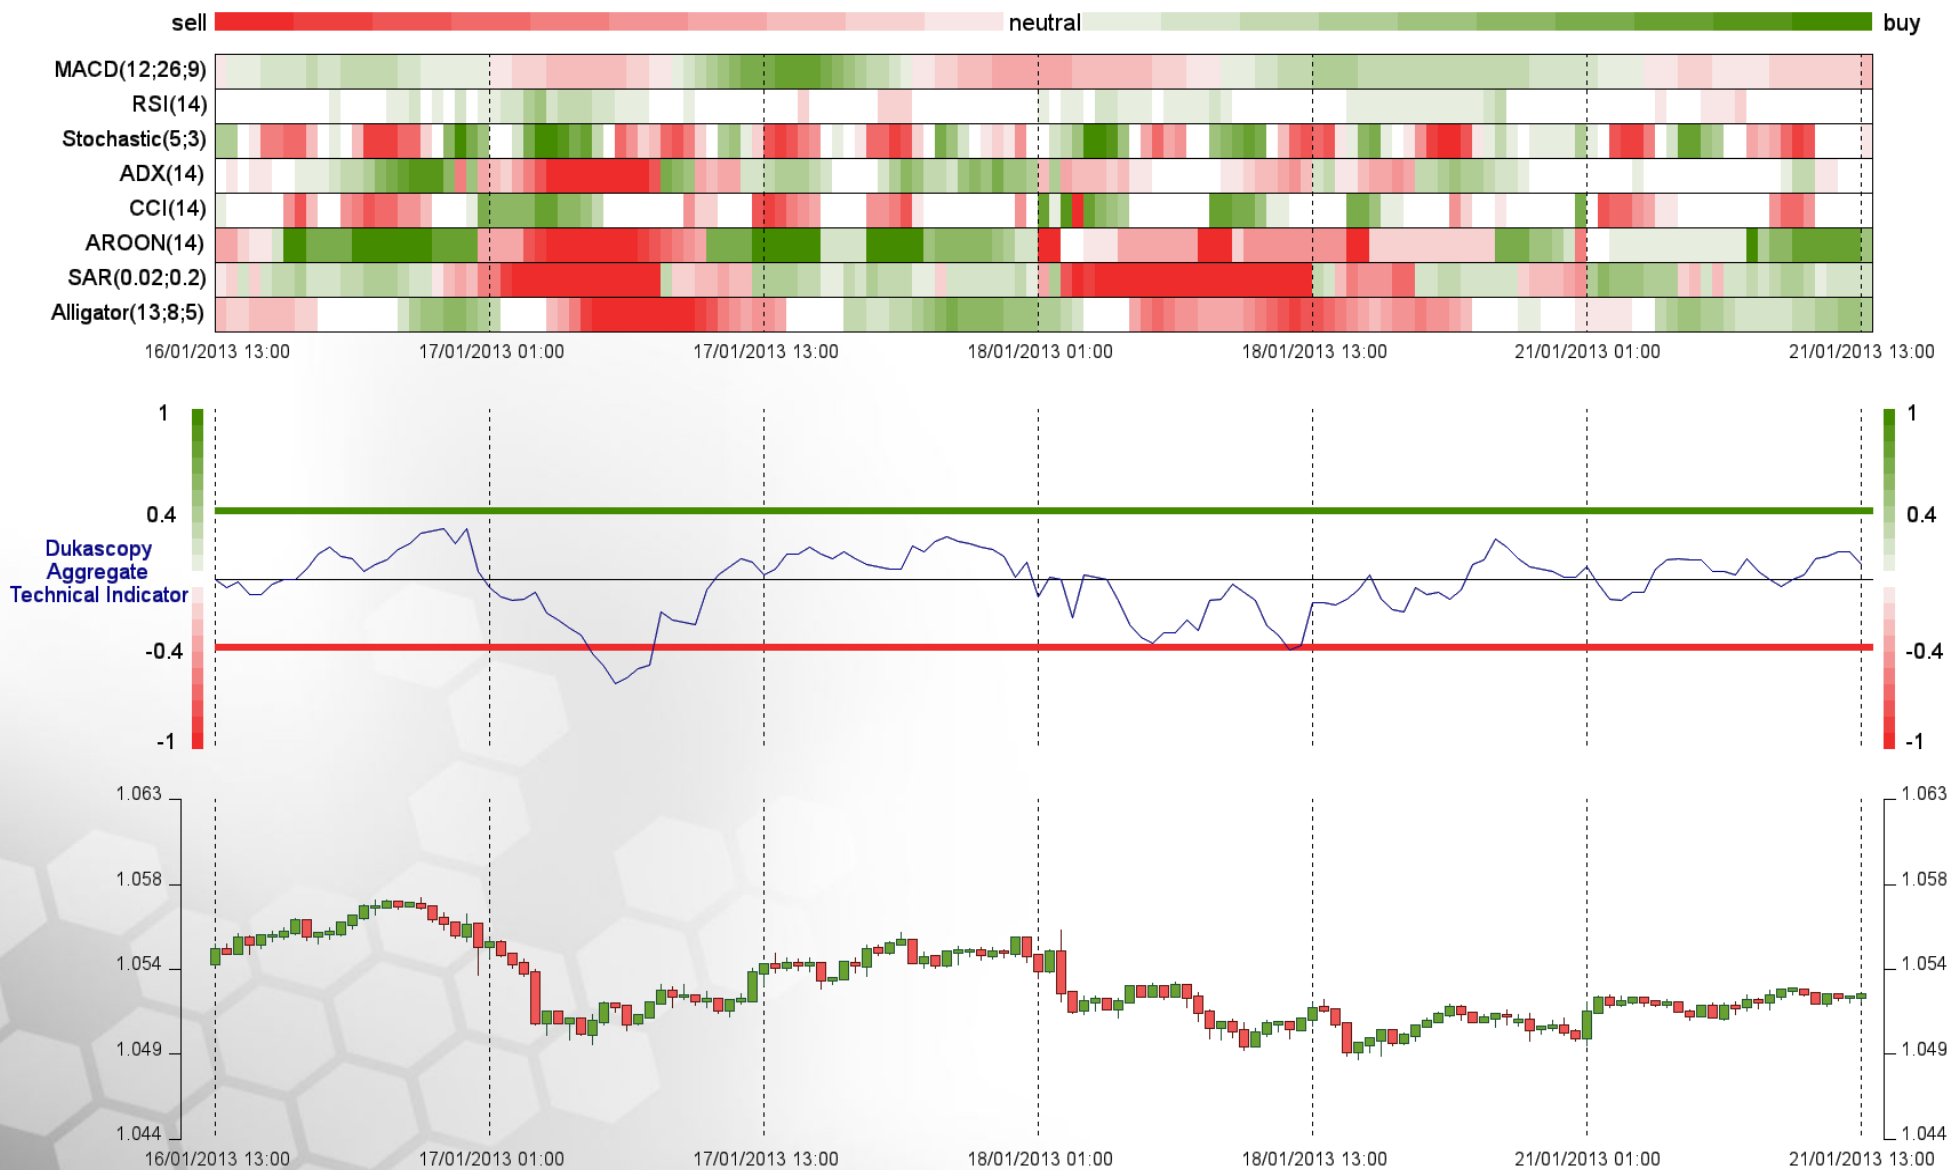 sell neutral buy
MACD(12;26;9)
RSI(14)
Stochastic(5;3)
ADX(14)
CCI(14)
AROON(14)
SAR(0.02;0.2)
Alligator(13;8;5)
16/01/2013 13:00 17/01/2013 01:00 17/01/2013 13:00 18/01/2013 01:00 18/01/2013 13:00 21/01/2013 01:00 21/01/2013 13:00
1 1
0.4 0.4
Dukascopy
Aggregate
Technical Indicator
-0.4 -0.4
-1 -1
1.063 1.063
1.058 1.058
1.054 1.054
1.049 1.049
1.044 1.044
16/01/2013 13:00 17/01/2013 01:00 17/01/2013 13:00 18/01/2013 01:00 18/01/2013 13:00 21/01/2013 01:00 21/01/2013 13:00